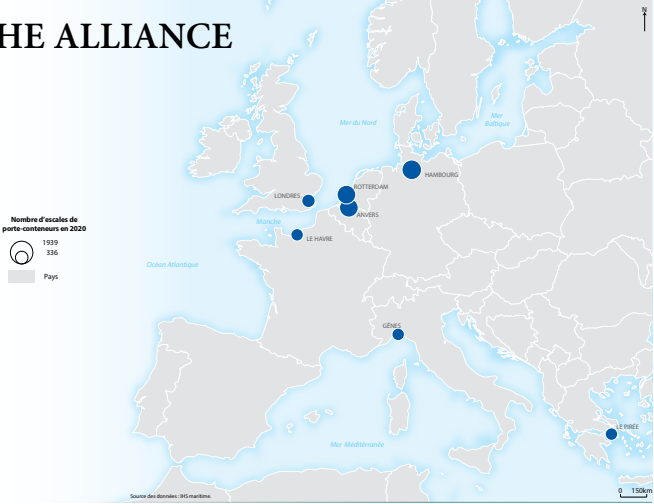 HE ALLIANCE
N
Mer du Nord
Mer
Baltique
HAMBOURG
ROTTERDAM
LONDRES
ANVERS
Manche
LE HAVRE
Nombre d'escales de
porte-conteneurs en 2020
1939
336
Pays
Océan Atlantique
GÊNES
LE PIRÉE
Mer Méditérranée
Source des données : IHS maritime.
0 150km